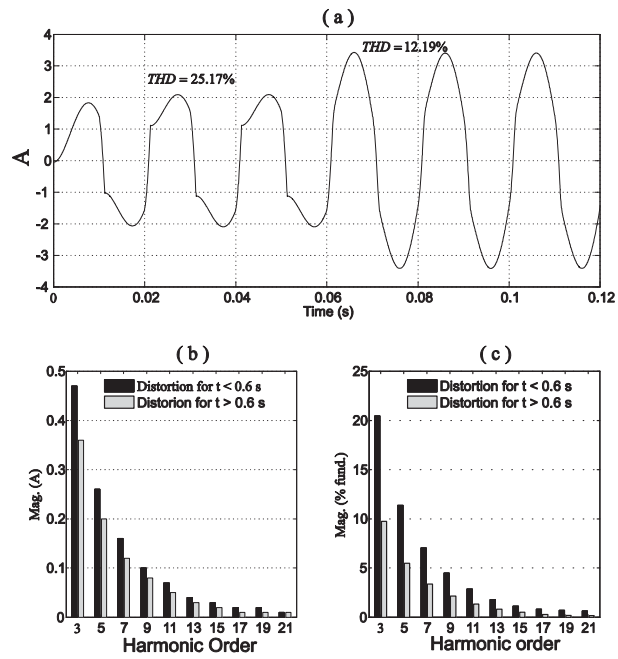 ( a )
4
3
2
1
0
-1
-2
-3
-4
A
THD = 25.17%
THD = 12.19%
0
0.02
0.04
0.06
0.08
0.1
0.12
Time (s)
( b )
0.5
0.4
0.3
0.2
0.1
0
Mag. (A)
Distortion for t < 0.6 s
Distorion for t > 0.6 s
3 5 7 9 11 13 15 17 19 21
Harmonic Order
( c )
25
20
15
10
5
0
Mag. (% fund.)
Distortion for t < 0.6 s
Distortion for t > 0.6 s
3 5 7 9 11 13 15 17 19 21
Harmonic order